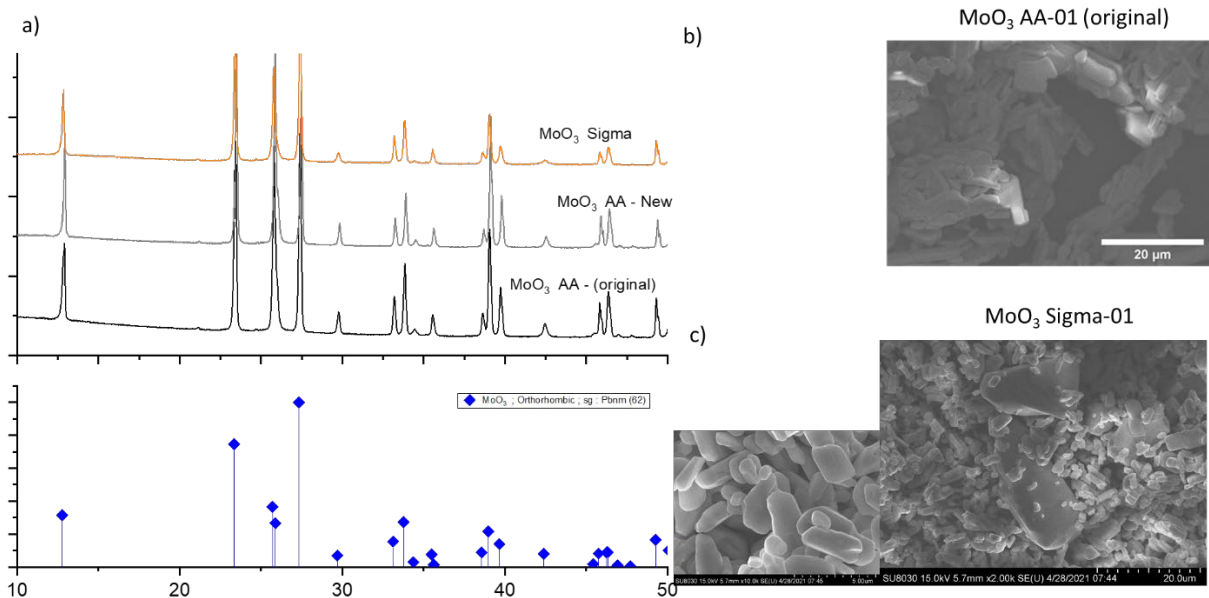 a)
MoO₃ Sigma
MoO₃ AA - New
MoO₃ AA - (original)
MoO₃ ; Orthorhombic ; sg : Pbnm (62)
10 20 30 40 50
b)
MoO₃ AA-01 (original)
20 µm
c)
MoO₃ Sigma-01
SU8030 15.0kV 5.7mm x10.0k SE(U) 4/28/2021 07:45 5.00um
SU8030 15.0kV 5.7mm x2.00k SE(U) 4/28/2021 07:44 20.0um